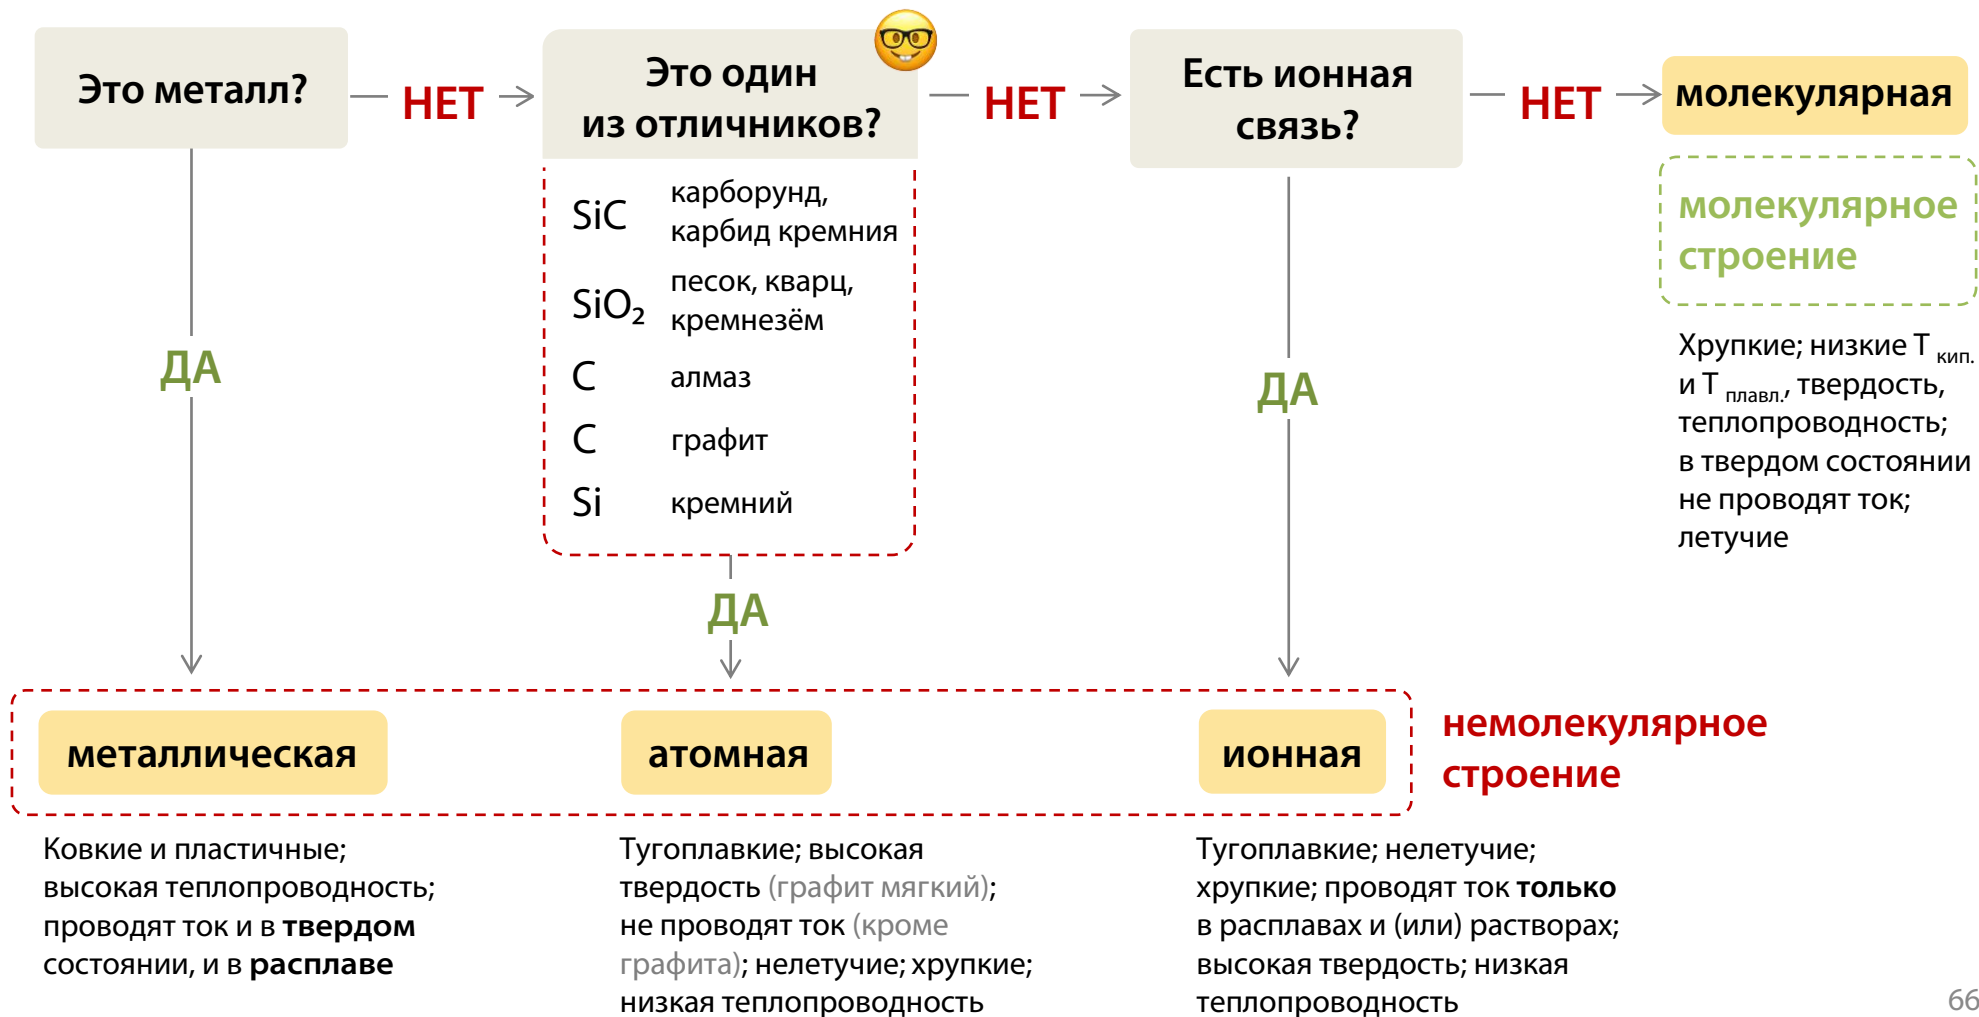 Это металл?
НЕТ
Это один
из отличников?
НЕТ
Есть ионная
связь?
НЕТ
молекулярная
SiC
карборунд,
карбид кремния
SiO₂
песок, кварц,
кремнезём
C
алмаз
C
графит
Si
кремний
молекулярное
строение
Хрупкие; низкие Т кип.
и Т плавл., твердость,
теплопроводность;
в твердом состоянии
не проводят ток;
летучие
ДА
ДА
ДА
металлическая
атомная
ионная
немолекулярное
строение
Ковкие и пластичные;
высокая теплопроводность;
проводят ток и в твердом
состоянии, и в расплаве
Тугоплавкие; высокая
твердость (графит мягкий);
не проводят ток (кроме
графита); нелетучие; хрупкие;
низкая теплопроводность
Тугоплавкие; нелетучие;
хрупкие; проводят ток только
в расплавах и (или) растворах;
высокая твердость; низкая
теплопроводность
66